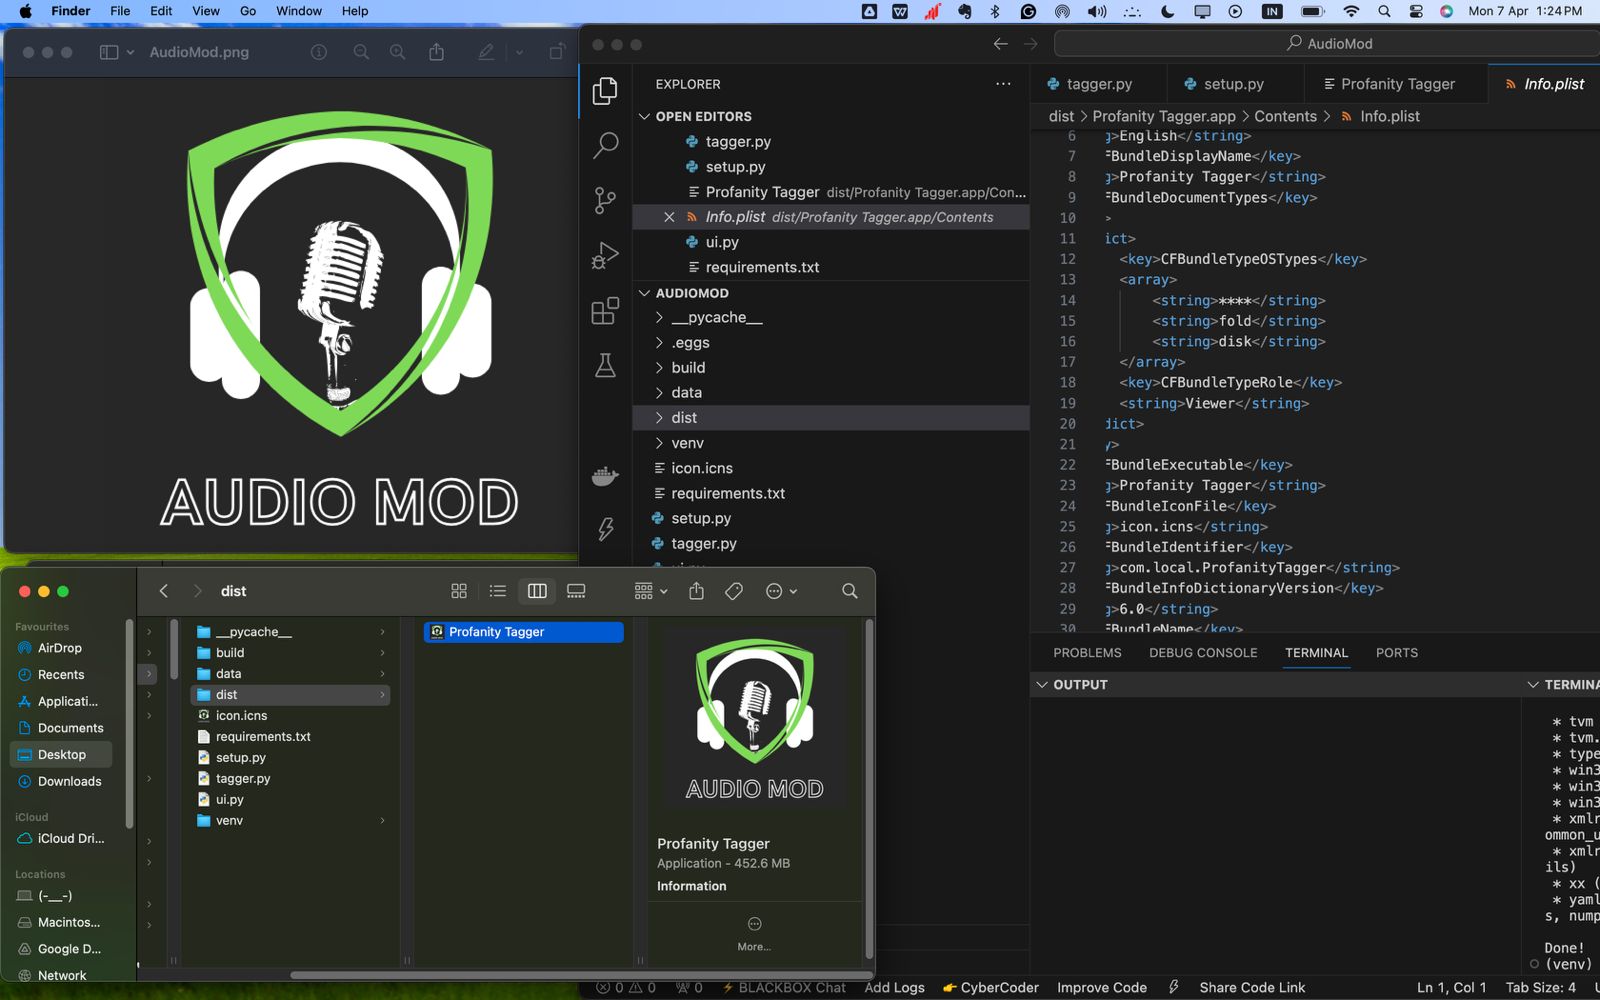 Finder File Edit View Go Window Help
IN Mon 7 Apr 1:24 PM
AudioMod.png
AUDIO MOD
AudioMod
EXPLORER
OPEN EDITORS
tagger.py
setup.py
Profanity Tagger dist/Profanity Tagger.app/Con...
Info.plist dist/Profanity Tagger.app/Contents
ui.py
requirements.txt
AUDIOMOD
__pycache__
.eggs
build
data
dist
venv
icon.icns
requirements.txt
setup.py
tagger.py
tagger.py setup.py Profanity Tagger Info.plist
dist > Profanity Tagger.app > Contents > Info.plist
6 g>English</string>
7 FBundleDisplayName</key>
8 g>Profanity Tagger</string>
9 FBundleDocumentTypes</key>
10 >
11 ict>
12 <key>CFBundleTypeOSTypes</key>
13 <array>
14 <string>****</string>
15 <string>fold</string>
16 <string>disk</string>
17 </array>
18 <key>CFBundleTypeRole</key>
19 <string>Viewer</string>
20 dict>
21 y>
22 FBundleExecutable</key>
23 g>Profanity Tagger</string>
24 FBundleIconFile</key>
25 g>icon.icns</string>
26 FBundleIdentifier</key>
27 g>com.local.ProfanityTagger</string>
28 FBundleInfoDictionaryVersion</key>
29 g>6.0</string>
30 FBundleName</key>
PROBLEMS DEBUG CONSOLE TERMINAL PORTS
OUTPUT
TERMINA
* tvm
* tvm.
* type
* win3
* win3
* win3
* xmlr
ommon_u
* xmlr
ils)
* xx (
* yaml
s, nump
Done!
(venv)
dist
Favourites
AirDrop
Recents
Applicati...
Documents
Desktop
Downloads
iCloud
iCloud Dri...
Locations
(-__-)
Macintos...
Google D...
Network
__pycache__
build
data
dist
icon.icns
requirements.txt
setup.py
tagger.py
ui.py
venv
Profanity Tagger
AUDIO MOD
Profanity Tagger
Application - 452.6 MB
Information
More...
0 0 0 BLACKBOX Chat Add Logs CyberCoder Improve Code Share Code Link Ln 1, Col 1 Tab Size: 4